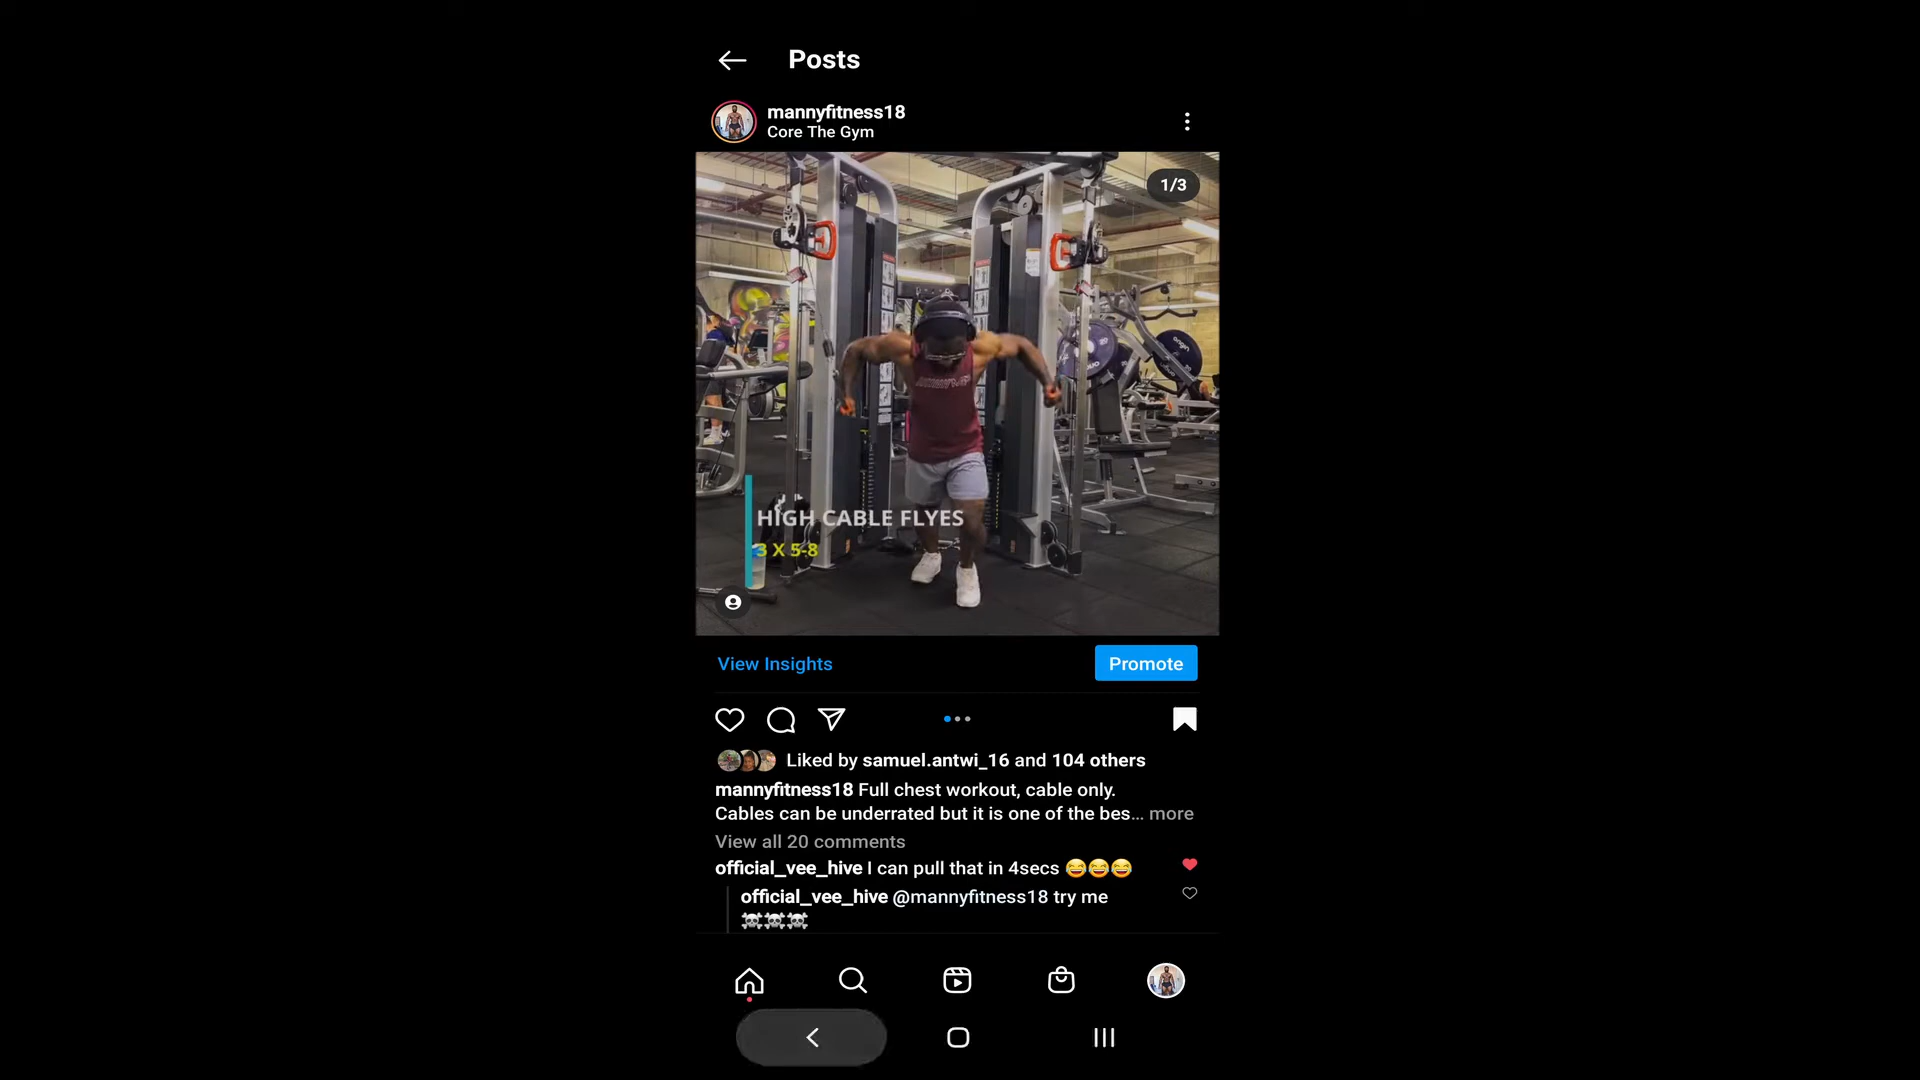 Posts
mannyfitness18
Core The Gym
1/3
HIGH CABLE FLYES
3 X 5-8
View Insights
Promote
Liked by samuel.antwi_16 and 104 others
mannyfitness18 Full chest workout, cable only.
Cables can be underrated but it is one of the bes... more
View all 20 comments
official_vee_hive I can pull that in 4secs 😂😂😂
official_vee_hive @mannyfitness18 try me
☠️☠️☠️